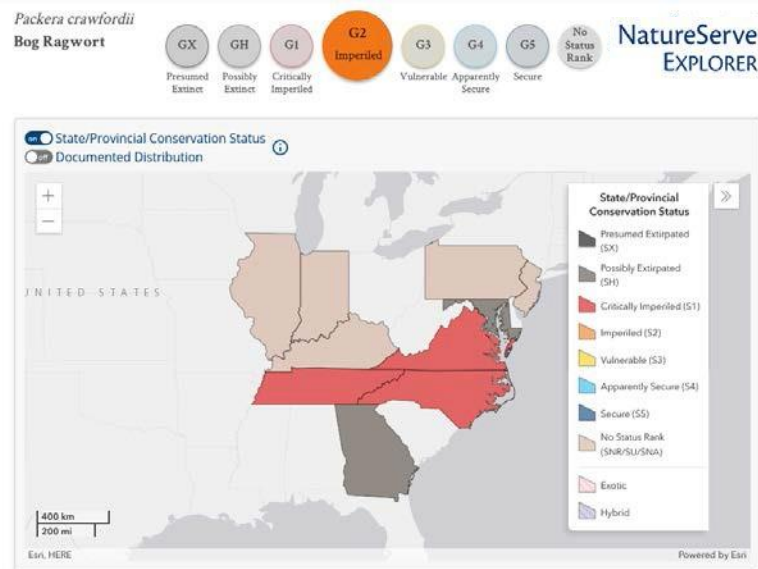 Packera crawfordii
Bog Ragwort
GX
Presumed
Extinct
GH
Possibly
Extinct
G1
Critically
Imperiled
G2
Imperiled
G3
Vulnerable
G4
Apparently
Secure
G5
Secure
No
Status
Rank
NatureServe
EXPLORER
on State/Provincial Conservation Status
off Documented Distribution
+
−
UNITED STATES
State/Provincial
Conservation Status
Presumed Extirpated
(SX)
Possibly Extirpated
(SH)
Critically Imperiled (S1)
Imperiled (S2)
Vulnerable (S3)
Apparently Secure (S4)
Secure (S5)
No Status Rank
(SNR/SU/SNA)
Exotic
Hybrid
400 km
200 mi
Esri, HERE
Powered by Esri